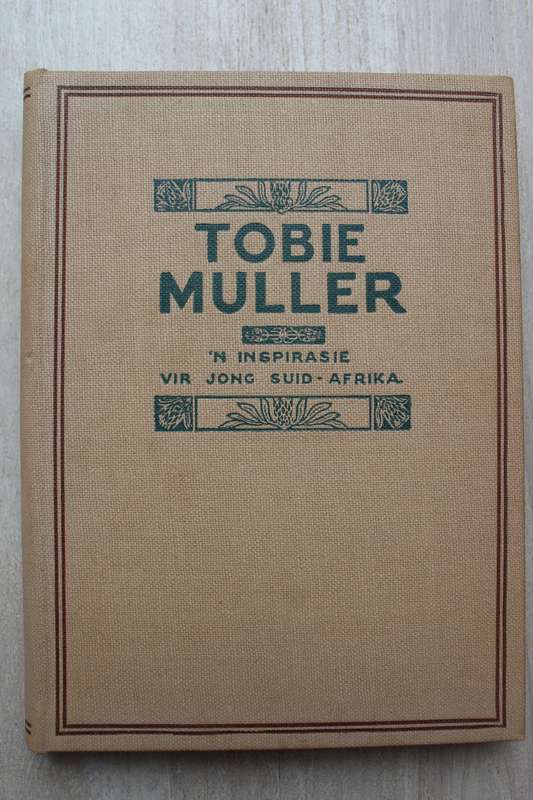 TOBIE
MULLER
'N INSPIRASIE
VIR JONG SUID-AFRIKA.